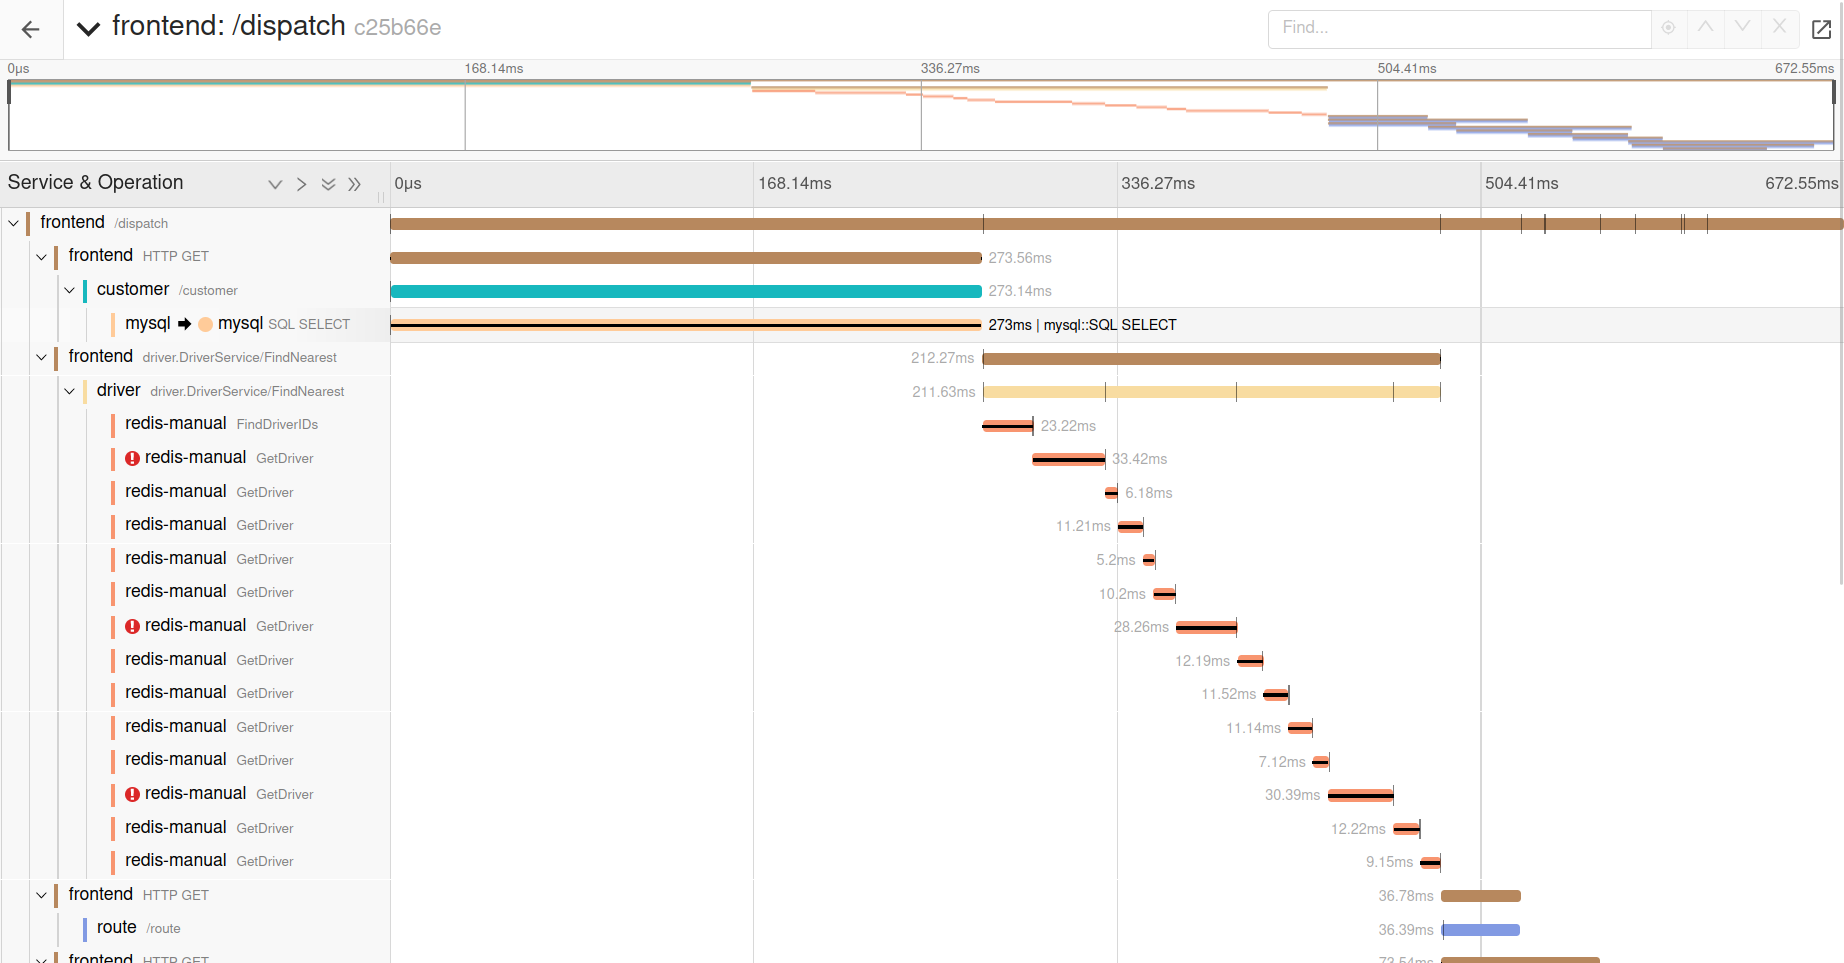 frontend: /dispatch c25b66e
Find...
0μs 168.14ms 336.27ms 504.41ms 672.55ms
Service & Operation 0μs 168.14ms 336.27ms 504.41ms 672.55ms
frontend /dispatch
frontend HTTP GET 273.56ms
customer /customer 273.14ms
mysql mysql SQL SELECT 273ms | mysql::SQL SELECT
frontend driver.DriverService/FindNearest 212.27ms
driver driver.DriverService/FindNearest 211.63ms
redis-manual FindDriverIDs 23.22ms
redis-manual GetDriver 33.42ms
redis-manual GetDriver 6.18ms
redis-manual GetDriver 11.21ms
redis-manual GetDriver 5.2ms
redis-manual GetDriver 10.2ms
redis-manual GetDriver 28.26ms
redis-manual GetDriver 12.19ms
redis-manual GetDriver 11.52ms
redis-manual GetDriver 11.14ms
redis-manual GetDriver 7.12ms
redis-manual GetDriver 30.39ms
redis-manual GetDriver 12.22ms
redis-manual GetDriver 9.15ms
frontend HTTP GET 36.78ms
route /route 36.39ms
frontend HTTP GET 73.54ms